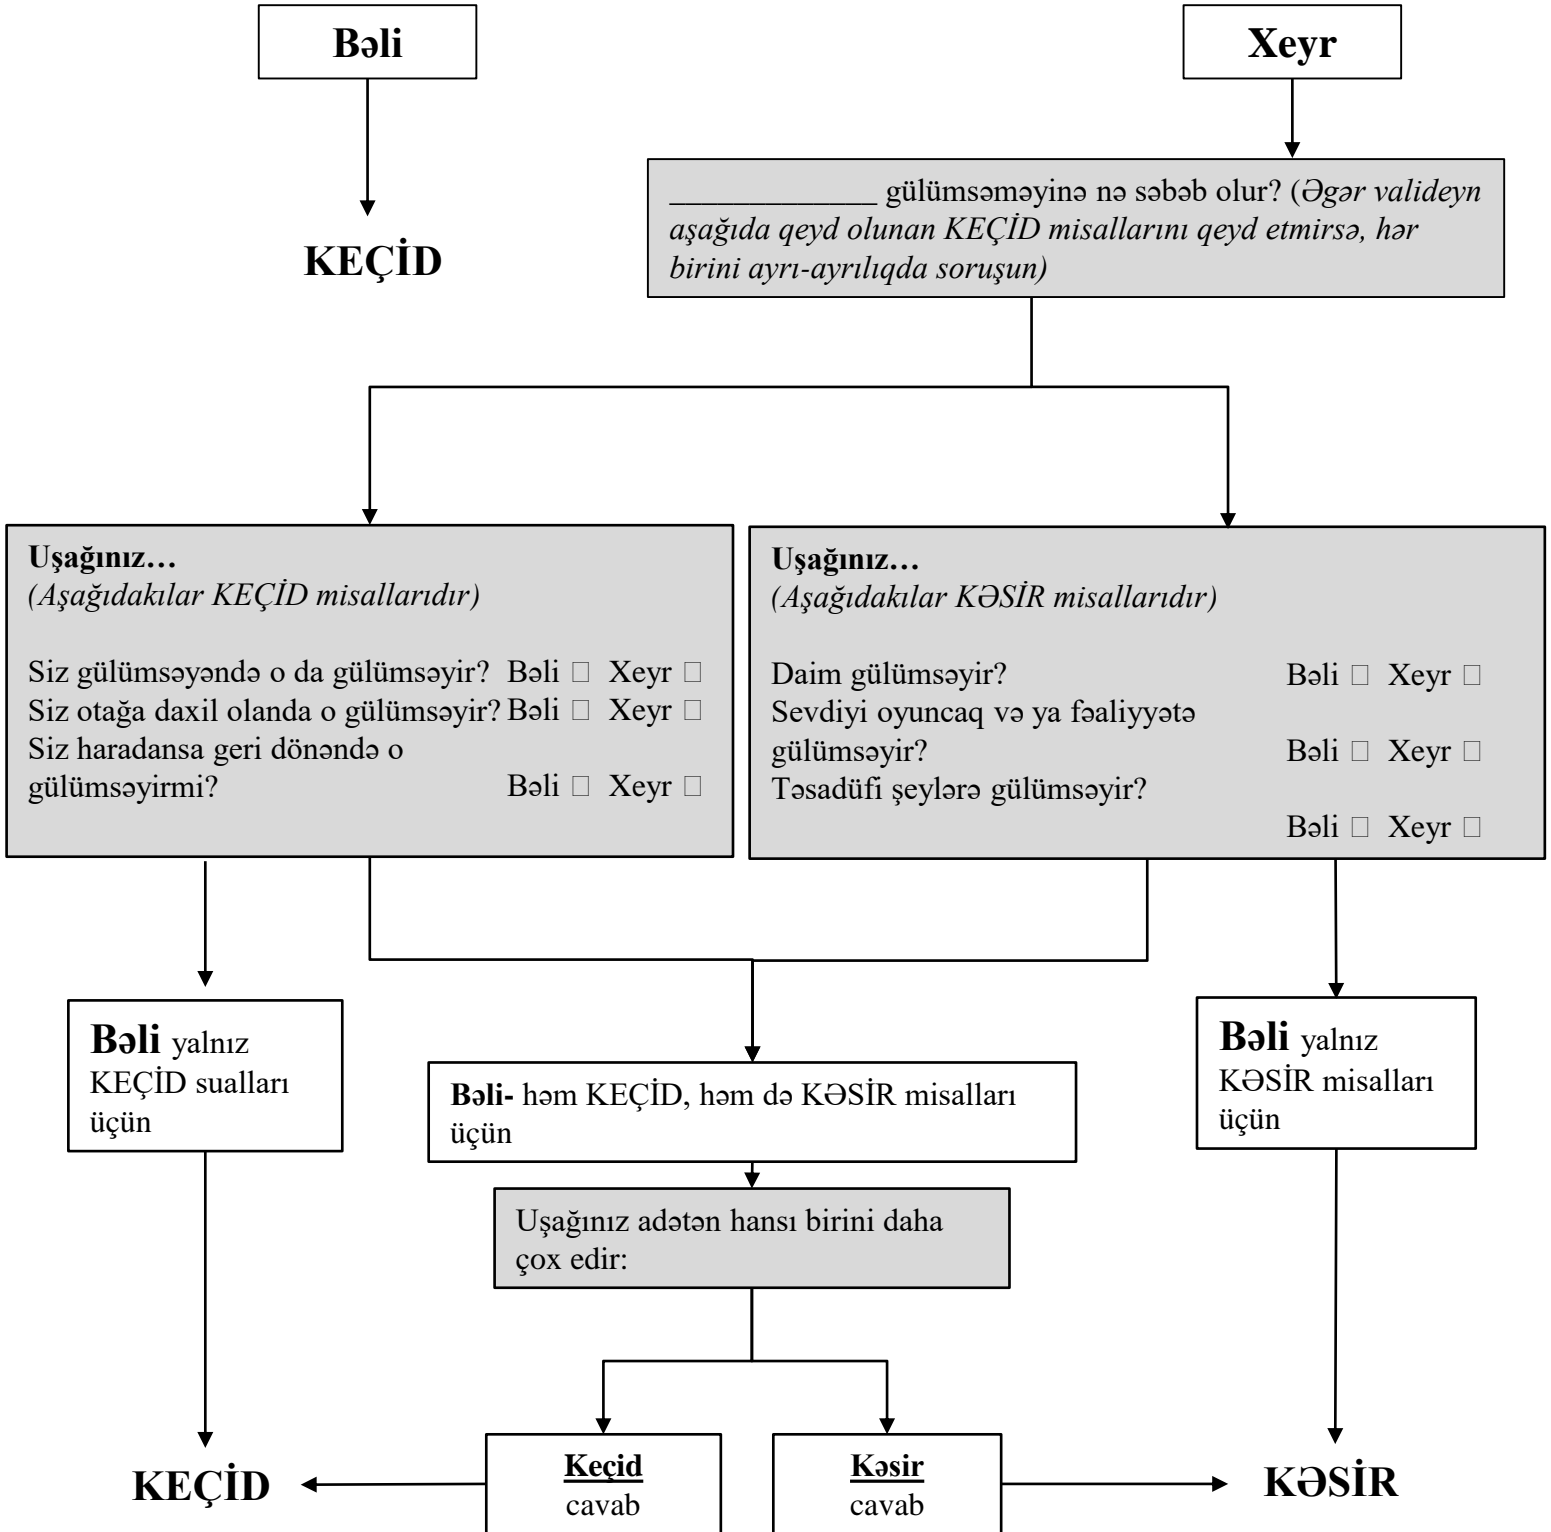 Bəli
Xeyr
_____________ gülümsəməyinə nə səbəb olur? (Əgər valideyn
aşağıda qeyd olunan KEÇİD misallarını qeyd etmirsə, hər
birini ayrı-ayrılıqda soruşun)
KEÇİD
Uşağınız…
(Aşağıdakılar KEÇİD misallarıdır)
Siz gülümsəyəndə o da gülümsəyir? Bəli □ Xeyr □
Siz otağa daxil olanda o gülümsəyir? Bəli □ Xeyr □
Siz haradansa geri dönəndə o
gülümsəyirmi? Bəli □ Xeyr □
Uşağınız…
(Aşağıdakılar KƏSİR misallarıdır)
Daim gülümsəyir? Bəli □ Xeyr □
Sevdiyi oyuncaq və ya fəaliyyətə
gülümsəyir? Bəli □ Xeyr □
Təsadüfi şeylərə gülümsəyir?
Bəli □ Xeyr □
Bəli yalnız
KEÇİD sualları
üçün
Bəli- həm KEÇİD, həm də KƏSİR misalları
üçün
Bəli yalnız
KƏSİR misalları
üçün
Uşağınız adətən hansı birini daha
çox edir:
KEÇİD
Keçid
cavab
Kəsir
cavab
KƏSİR